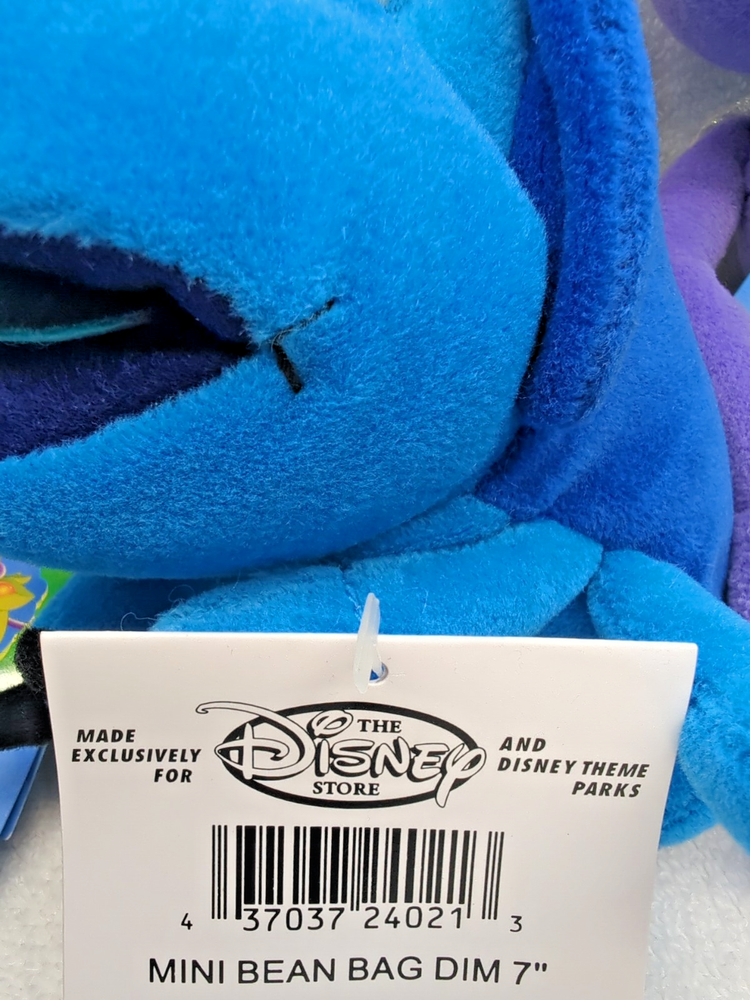 MADE
EXCLUSIVELY
FOR
THE
DISNEY
STORE
AND
DISNEY THEME
PARKS
4 37037 24021 3
MINI BEAN BAG DIM 7"